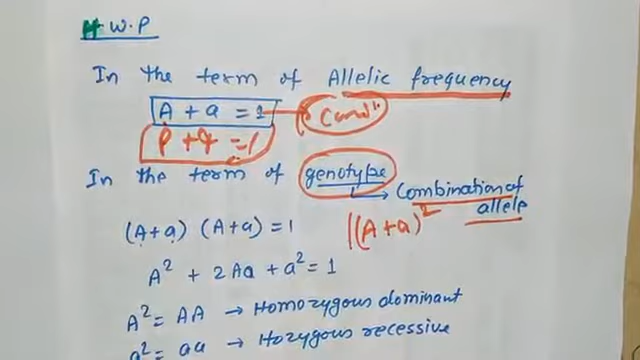 H.W.P
In the term of Allelic frequency
A + a = 1 Condⁿ
P + q = 1
In the term of genotype → Combination of allele
(A+a) (A+a) = 1 (A+a)²
A² + 2Aa + a² = 1
A² = AA → Homozygous dominant
a² = aa → Hozygous recessive